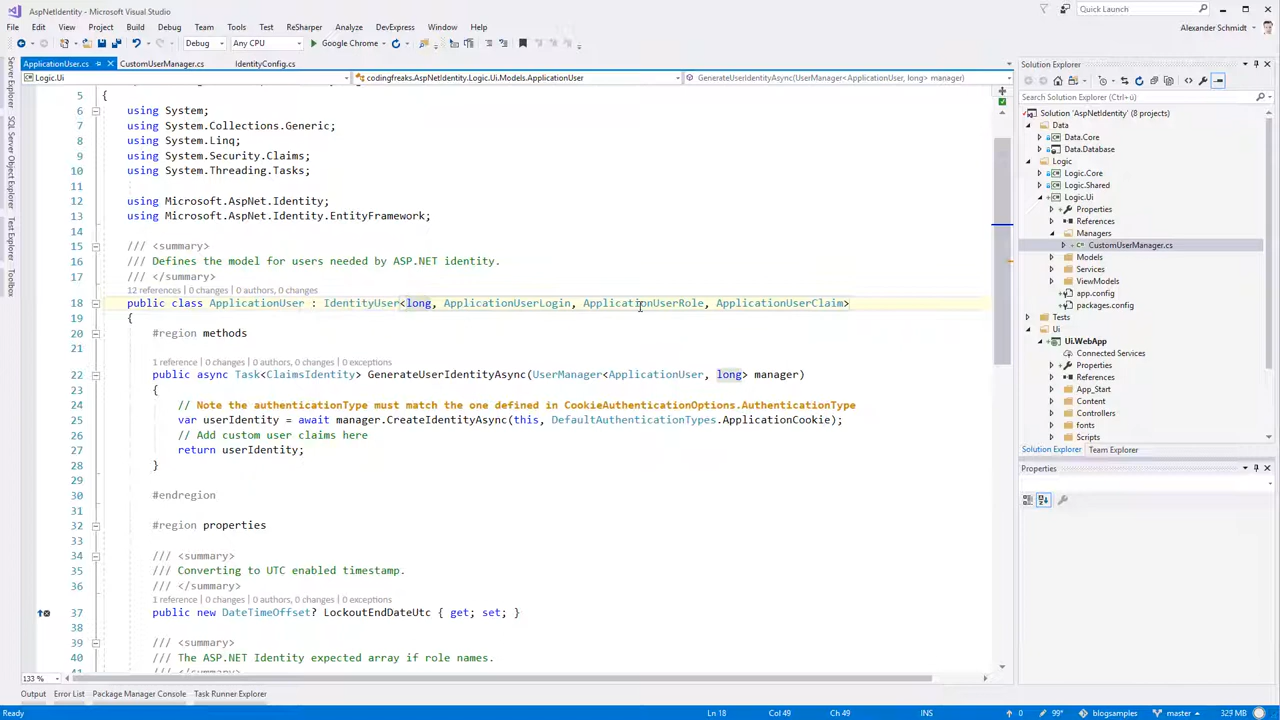 AspNetIdentity - Microsoft Visual Studio
Quick Launch
File Edit View Project Build Debug Team Tools Test ReSharper Analyze DevExpress Window Help
Alexander Schmidt
Debug Any CPU Google Chrome
ApplicationUser.cs CustomUserManager.cs IdentityConfig.cs
Logic.Ui codingfreaks.AspNetIdentity.Logic.Ui.Models.ApplicationUser GenerateUserIdentityAsync(UserManager<ApplicationUser, long> manager)
Server Explorer
SQL Server Object Explorer
Test Explorer
Toolbox
5 {
6 using System;
7 using System.Collections.Generic;
8 using System.Linq;
9 using System.Security.Claims;
10 using System.Threading.Tasks;
11
12 using Microsoft.AspNet.Identity;
13 using Microsoft.AspNet.Identity.EntityFramework;
14
15 /// <summary>
16 /// Defines the model for users needed by ASP.NET identity.
17 /// </summary>
12 references | 0 changes | 0 authors, 0 changes
18 public class ApplicationUser : IdentityUser<long, ApplicationUserLogin, ApplicationUserRole, ApplicationUserClaim>
19 {
20 #region methods
21
1 reference | 0 changes | 0 authors, 0 changes | 0 exceptions
22 public async Task<ClaimsIdentity> GenerateUserIdentityAsync(UserManager<ApplicationUser, long> manager)
23 {
24 // Note the authenticationType must match the one defined in CookieAuthenticationOptions.AuthenticationType
25 var userIdentity = await manager.CreateIdentityAsync(this, DefaultAuthenticationTypes.ApplicationCookie);
26 // Add custom user claims here
27 return userIdentity;
28 }
29
30 #endregion
31
32 #region properties
33
34 /// <summary>
35 /// Converting to UTC enabled timestamp.
36 /// </summary>
1 reference | 0 changes | 0 authors, 0 changes | 0 exceptions
37 public new DateTimeOffset? LockoutEndDateUtc { get; set; }
38
39 /// <summary>
40 /// The ASP.NET Identity expected array if role names.
133 %
Solution Explorer
Search Solution Explorer (Ctrl+ü)
Solution 'AspNetIdentity' (8 projects)
Data
Data.Core
Data.Database
Logic
Logic.Core
Logic.Shared
Logic.Ui
Properties
References
Managers
CustomUserManager.cs
Models
Services
ViewModels
app.config
packages.config
Tests
Ui
Ui.WebApp
Connected Services
Properties
References
App_Start
Content
Controllers
fonts
Scripts
Solution Explorer Team Explorer
Properties
Output Error List Package Manager Console Task Runner Explorer
Ready Ln 18 Col 49 Ch 49 INS 0 99* blogsamples master 329 MB